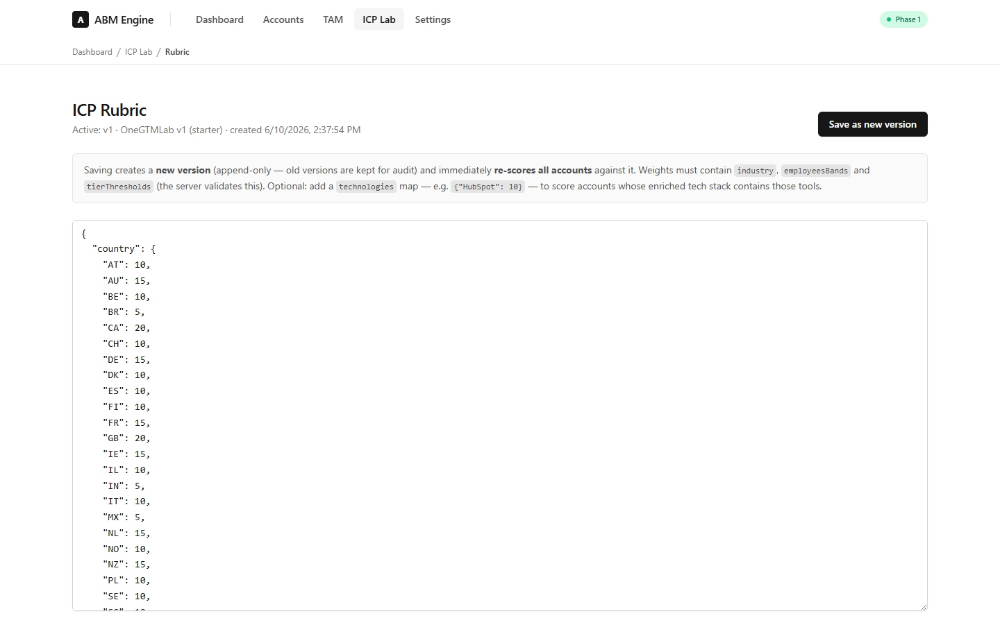 A ABM Engine Dashboard Accounts TAM ICP Lab Settings Phase 1
Dashboard / ICP Lab / Rubric
ICP Rubric
Active: v1 · OneGTMLab v1 (starter) · created 6/10/2026, 2:37:54 PM
Save as new version
Saving creates a new version (append-only — old versions are kept for audit) and immediately re-scores all accounts against it. Weights must contain industry, employeesBands and
tierThresholds (the server validates this). Optional: add a technologies map — e.g. {"HubSpot": 10} — to score accounts whose enriched tech stack contains those tools.
{
  "country": {
    "AT": 10,
    "AU": 15,
    "BE": 10,
    "BR": 5,
    "CA": 20,
    "CH": 10,
    "DE": 15,
    "DK": 10,
    "ES": 10,
    "FI": 10,
    "FR": 15,
    "GB": 20,
    "IE": 15,
    "IL": 10,
    "IN": 5,
    "IT": 10,
    "MX": 5,
    "NL": 15,
    "NO": 10,
    "NZ": 15,
    "PL": 10,
    "SE": 10,